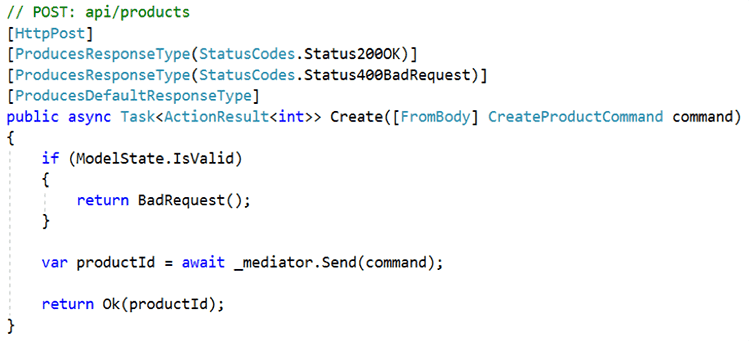 // POST: api/products
[HttpPost]
[ProducesResponseType(StatusCodes.Status200OK)]
[ProducesResponseType(StatusCodes.Status400BadRequest)]
[ProducesDefaultResponseType]
public async Task<ActionResult<int>> Create([FromBody] CreateProductCommand command)
{
    if (ModelState.IsValid)
    {
        return BadRequest();
    }

    var productId = await _mediator.Send(command);

    return Ok(productId);
}